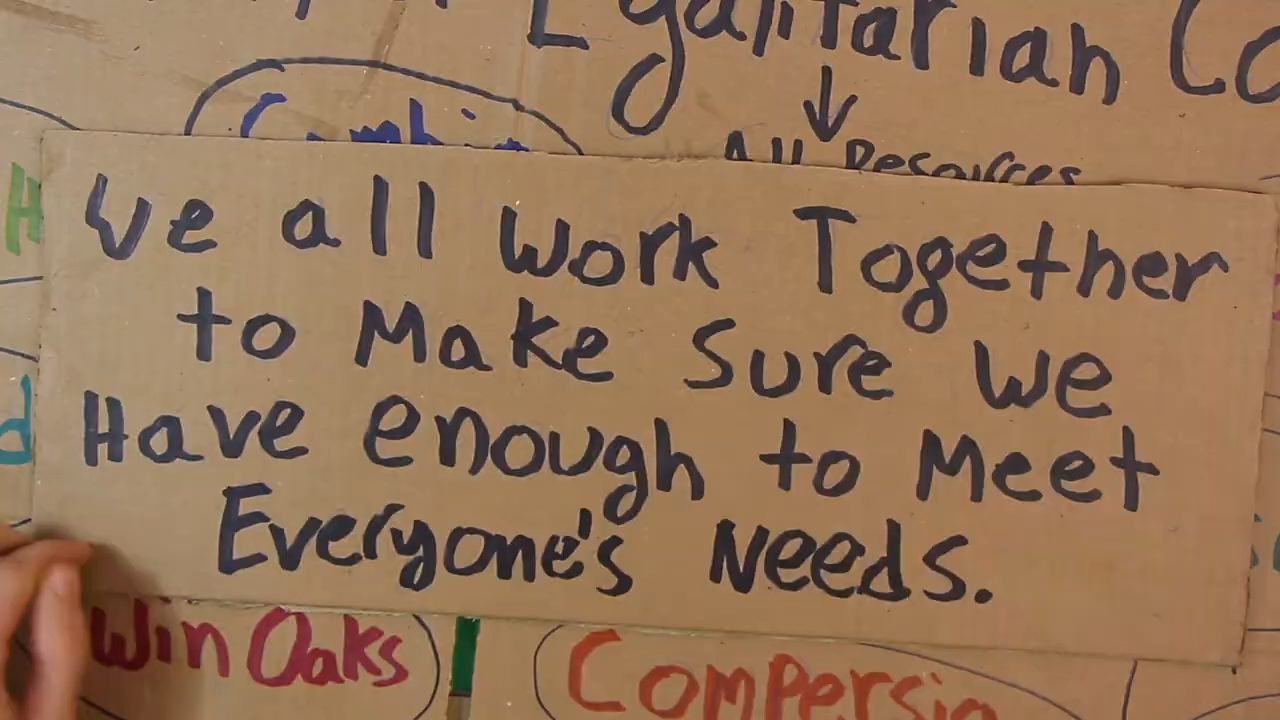 Egalitarian
All Resources
We all Work Together
to Make Sure We
Have enough to Meet
Everyone's Needs.
win Oaks
Compersio